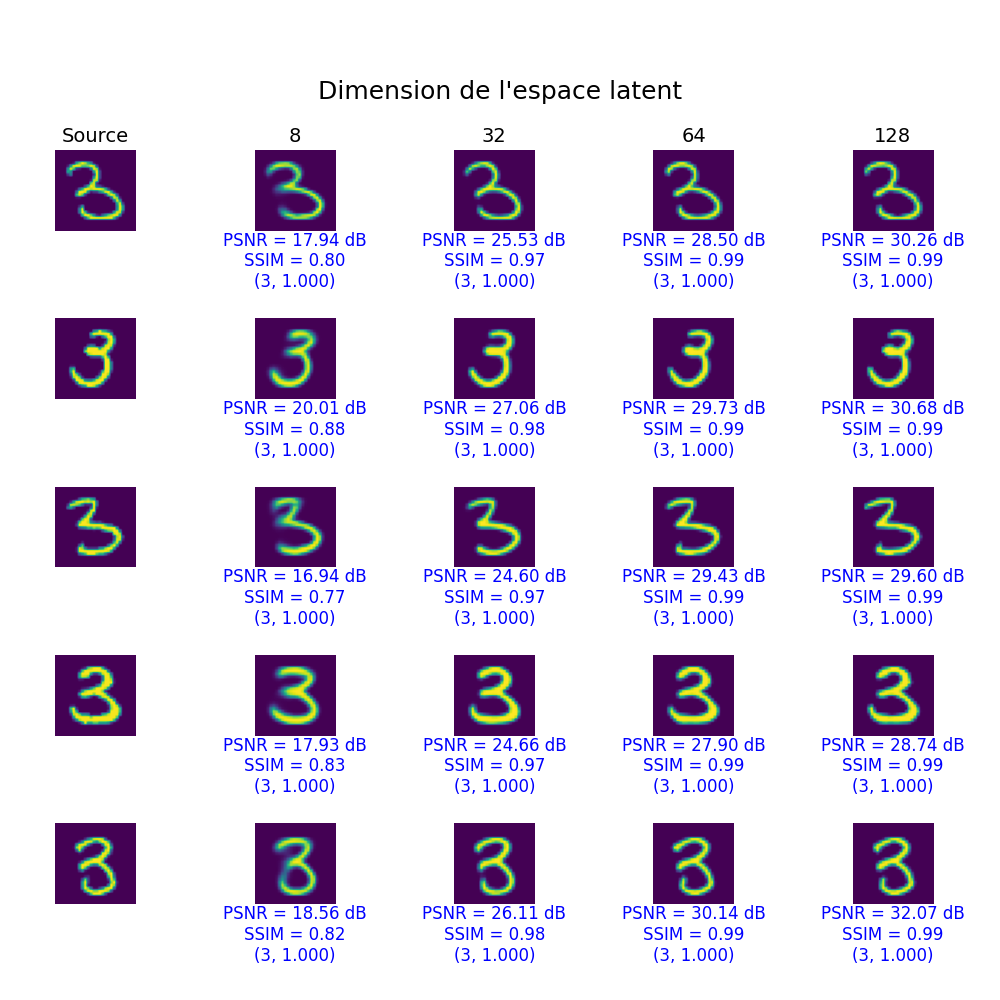 Dimension de l'espace latent
Source 8 32 64 128
PSNR = 17.94 dB PSNR = 25.53 dB PSNR = 28.50 dB PSNR = 30.26 dB
SSIM = 0.80 SSIM = 0.97 SSIM = 0.99 SSIM = 0.99
(3, 1.000) (3, 1.000) (3, 1.000) (3, 1.000)
PSNR = 20.01 dB PSNR = 27.06 dB PSNR = 29.73 dB PSNR = 30.68 dB
SSIM = 0.88 SSIM = 0.98 SSIM = 0.99 SSIM = 0.99
(3, 1.000) (3, 1.000) (3, 1.000) (3, 1.000)
PSNR = 16.94 dB PSNR = 24.60 dB PSNR = 29.43 dB PSNR = 29.60 dB
SSIM = 0.77 SSIM = 0.97 SSIM = 0.99 SSIM = 0.99
(3, 1.000) (3, 1.000) (3, 1.000) (3, 1.000)
PSNR = 17.93 dB PSNR = 24.66 dB PSNR = 27.90 dB PSNR = 28.74 dB
SSIM = 0.83 SSIM = 0.97 SSIM = 0.99 SSIM = 0.99
(3, 1.000) (3, 1.000) (3, 1.000) (3, 1.000)
PSNR = 18.56 dB PSNR = 26.11 dB PSNR = 30.14 dB PSNR = 32.07 dB
SSIM = 0.82 SSIM = 0.98 SSIM = 0.99 SSIM = 0.99
(3, 1.000) (3, 1.000) (3, 1.000) (3, 1.000)